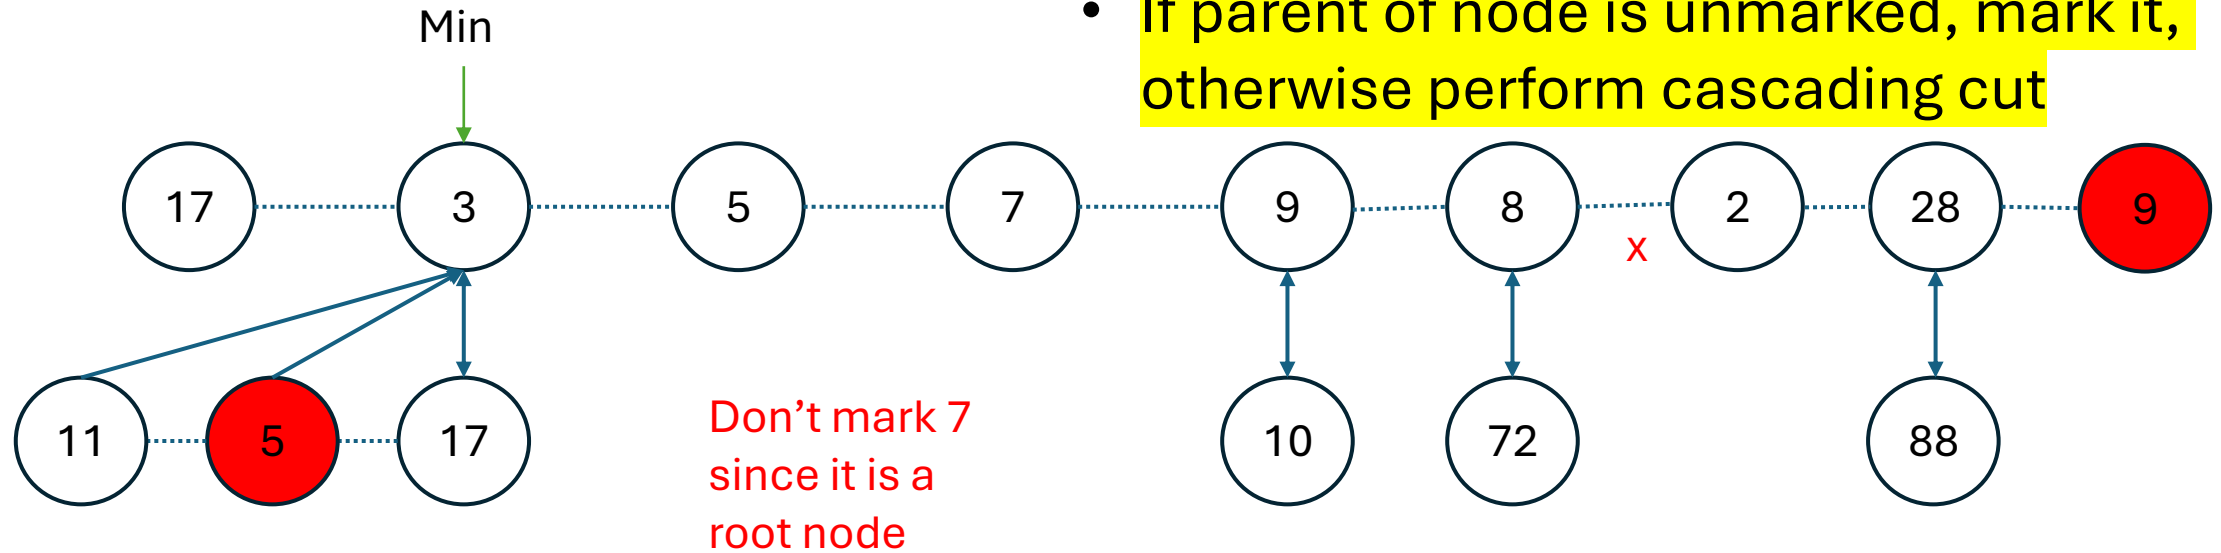 Min
• If parent of node is unmarked, mark it,
otherwise perform cascading cut
17 3 5 7 9 8 2 28 9
x
11 5 17 10 72 88
Don’t mark 7
since it is a
root node